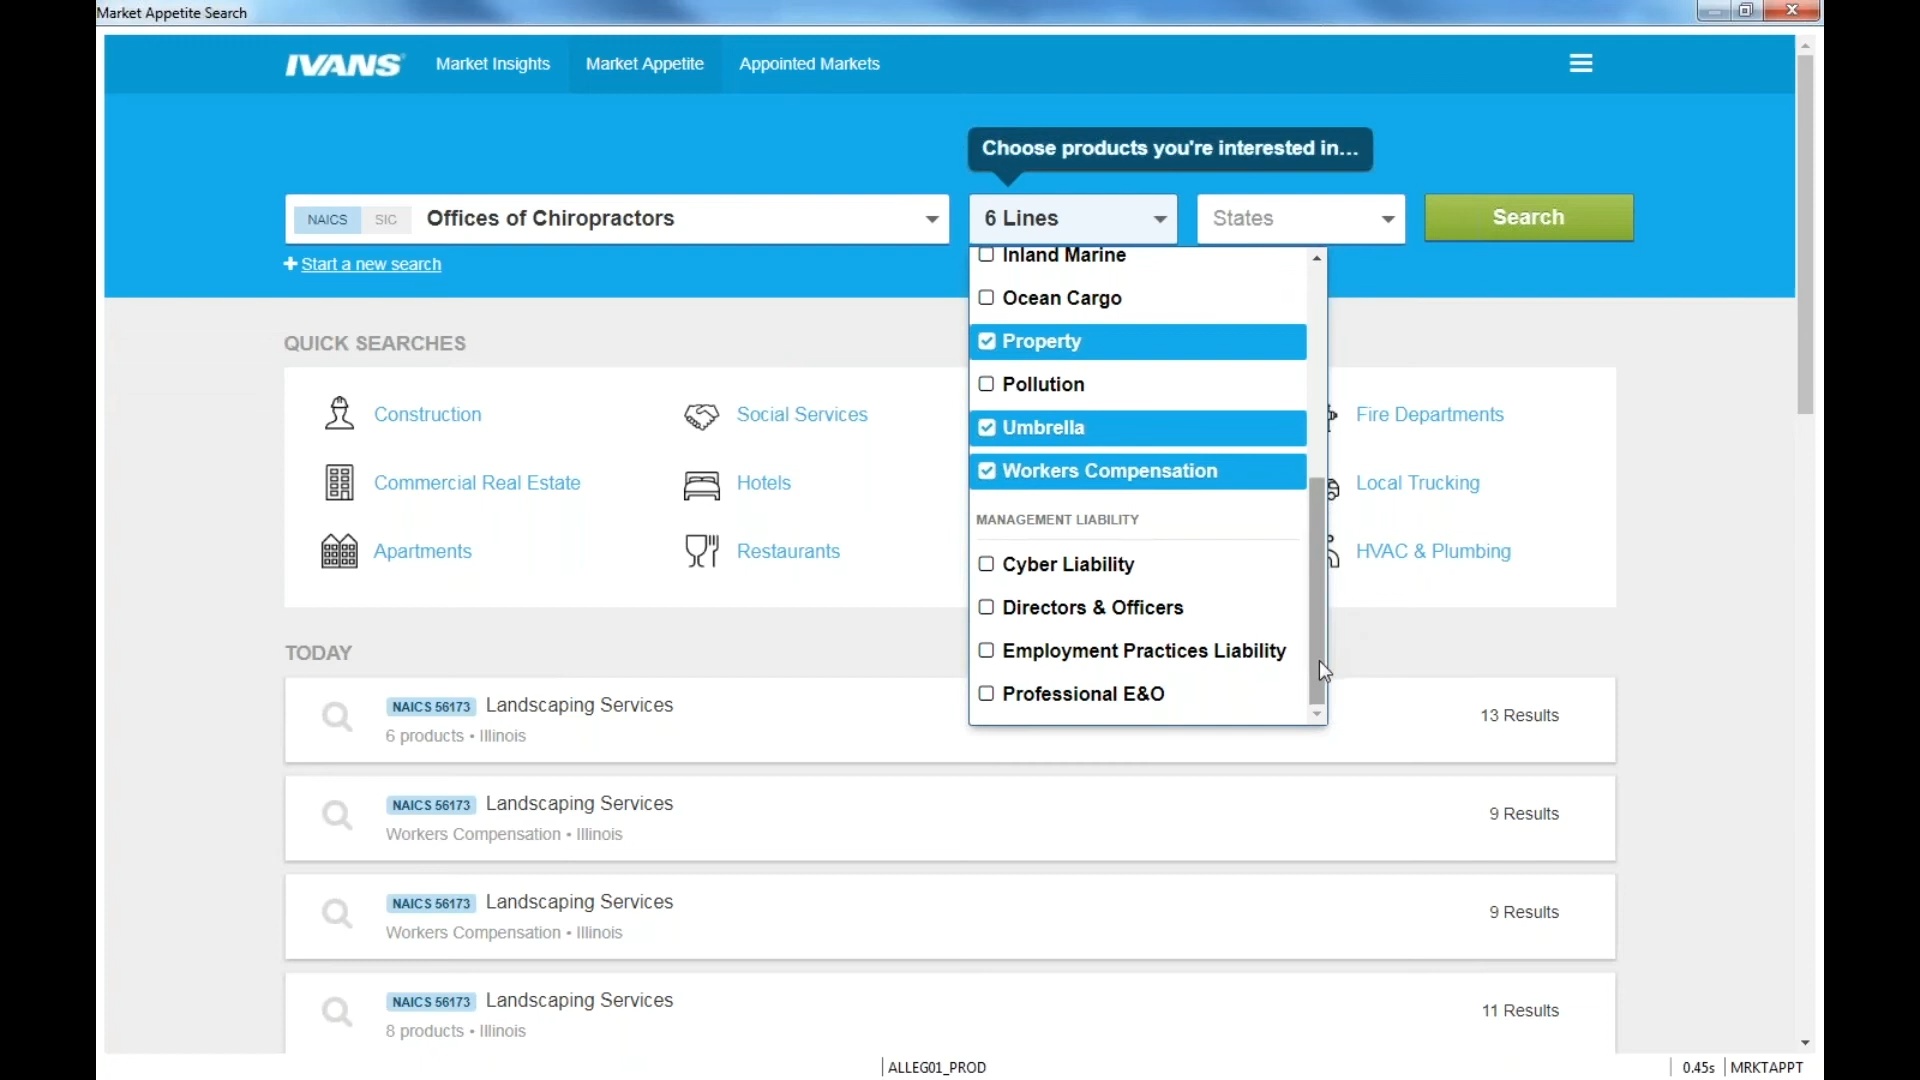 Market Appetite Search
IVANS
Market Insights
Market Appetite
Appointed Markets
Choose products you're interested in...
NAICS
SIC
Offices of Chiropractors
6 Lines
States
Search
Start a new search
Inland Marine
Ocean Cargo
Property
Pollution
Umbrella
Workers Compensation
MANAGEMENT LIABILITY
Cyber Liability
Directors & Officers
Employment Practices Liability
Professional E&O
QUICK SEARCHES
Construction
Social Services
Fire Departments
Commercial Real Estate
Hotels
Local Trucking
Apartments
Restaurants
HVAC & Plumbing
TODAY
NAICS 56173 Landscaping Services
6 products • Illinois
13 Results
NAICS 56173 Landscaping Services
Workers Compensation • Illinois
9 Results
NAICS 56173 Landscaping Services
Workers Compensation • Illinois
9 Results
NAICS 56173 Landscaping Services
8 products • Illinois
11 Results
ALLEG01_PROD
0.45s
MRKTAPPT